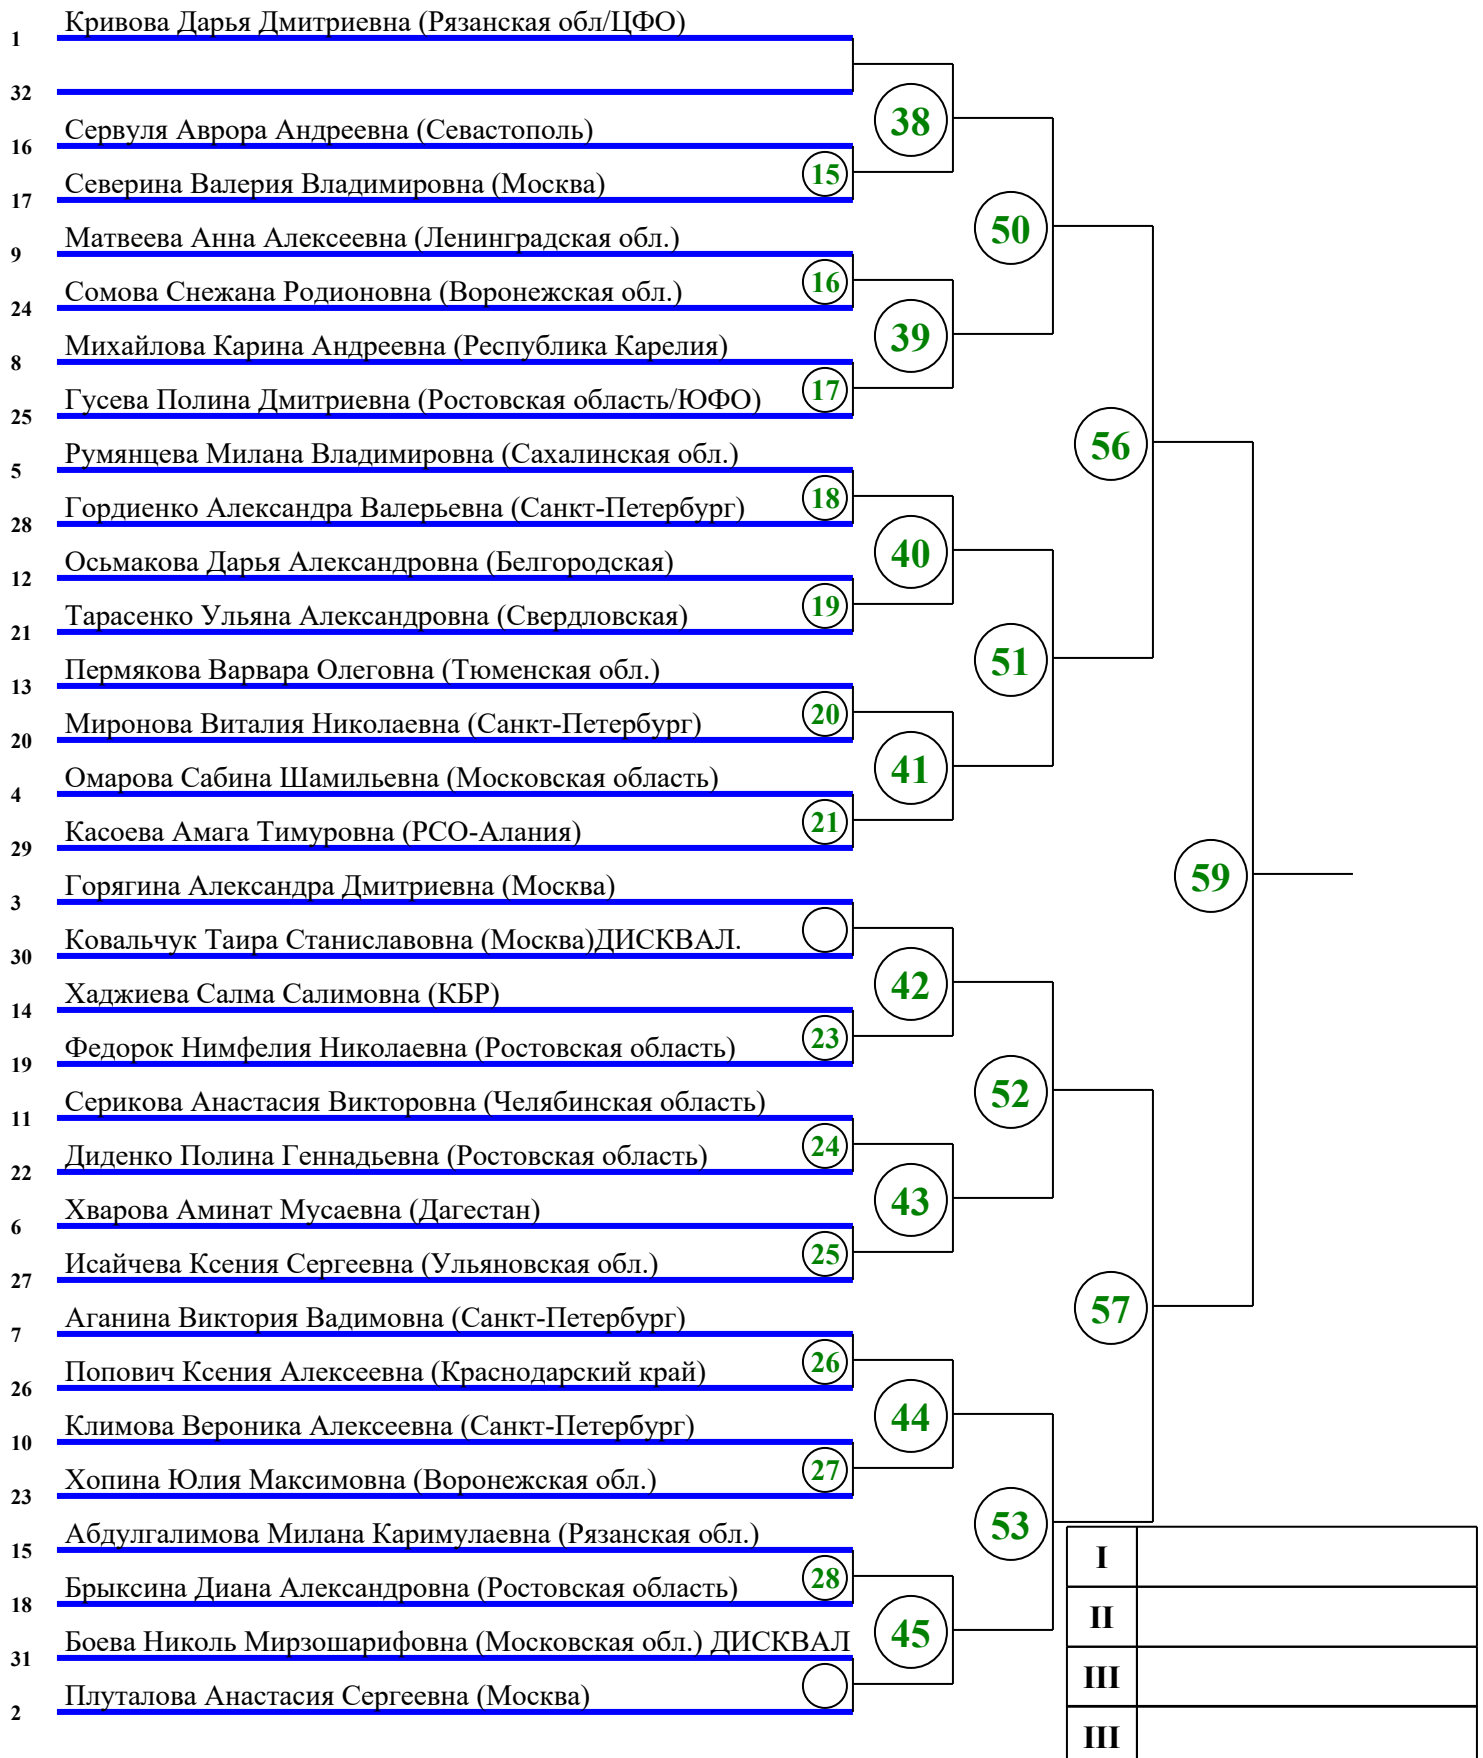 1 Кривова Дарья Дмитриевна (Рязанская обл/ЦФО)
32
38
16 Сервуля Аврора Андреевна (Севастополь)
15
17 Северина Валерия Владимировна (Москва)
50
9 Матвеева Анна Алексеевна (Ленинградская обл.)
16
24 Сомова Снежана Родионовна (Воронежская обл.)
39
8 Михайлова Карина Андреевна (Республика Карелия)
17
25 Гусева Полина Дмитриевна (Ростовская область/ЮФО)
56
5 Румянцева Милана Владимировна (Сахалинская обл.)
18
28 Гордиенко Александра Валерьевна (Санкт-Петербург)
40
12 Осьмакова Дарья Александровна (Белгородская)
19
21 Тарасенко Ульяна Александровна (Свердловская)
51
13 Пермякова Варвара Олеговна (Тюменская обл.)
20
20 Миронова Виталия Николаевна (Санкт-Петербург)
41
4 Омарова Сабина Шамильевна (Московская область)
21
29 Касоева Амага Тимуровна (РСО-Алания)
59
3 Горягина Александра Дмитриевна (Москва)
30 Ковальчук Таира Станиславовна (Москва)ДИСКВАЛ.
42
14 Хаджиева Салма Салимовна (КБР)
23
19 Федорок Нимфелия Николаевна (Ростовская область)
52
11 Серикова Анастасия Викторовна (Челябинская область)
24
22 Диденко Полина Геннадьевна (Ростовская область)
43
6 Хварова Аминат Мусаевна (Дагестан)
25
27 Исайчева Ксения Сергеевна (Ульяновская обл.)
57
7 Аганина Виктория Вадимовна (Санкт-Петербург)
26
26 Попович Ксения Алексеевна (Краснодарский край)
44
10 Климова Вероника Алексеевна (Санкт-Петербург)
27
23 Хопина Юлия Максимовна (Воронежская обл.)
53
15 Абдулгалимова Милана Каримулаевна (Рязанская обл.)
28
18 Брыксина Диана Александровна (Ростовская область)
45
31 Боева Николь Мирзошарифовна (Московская обл.) ДИСКВАЛ
2 Плуталова Анастасия Сергеевна (Москва)
I
II
III
III